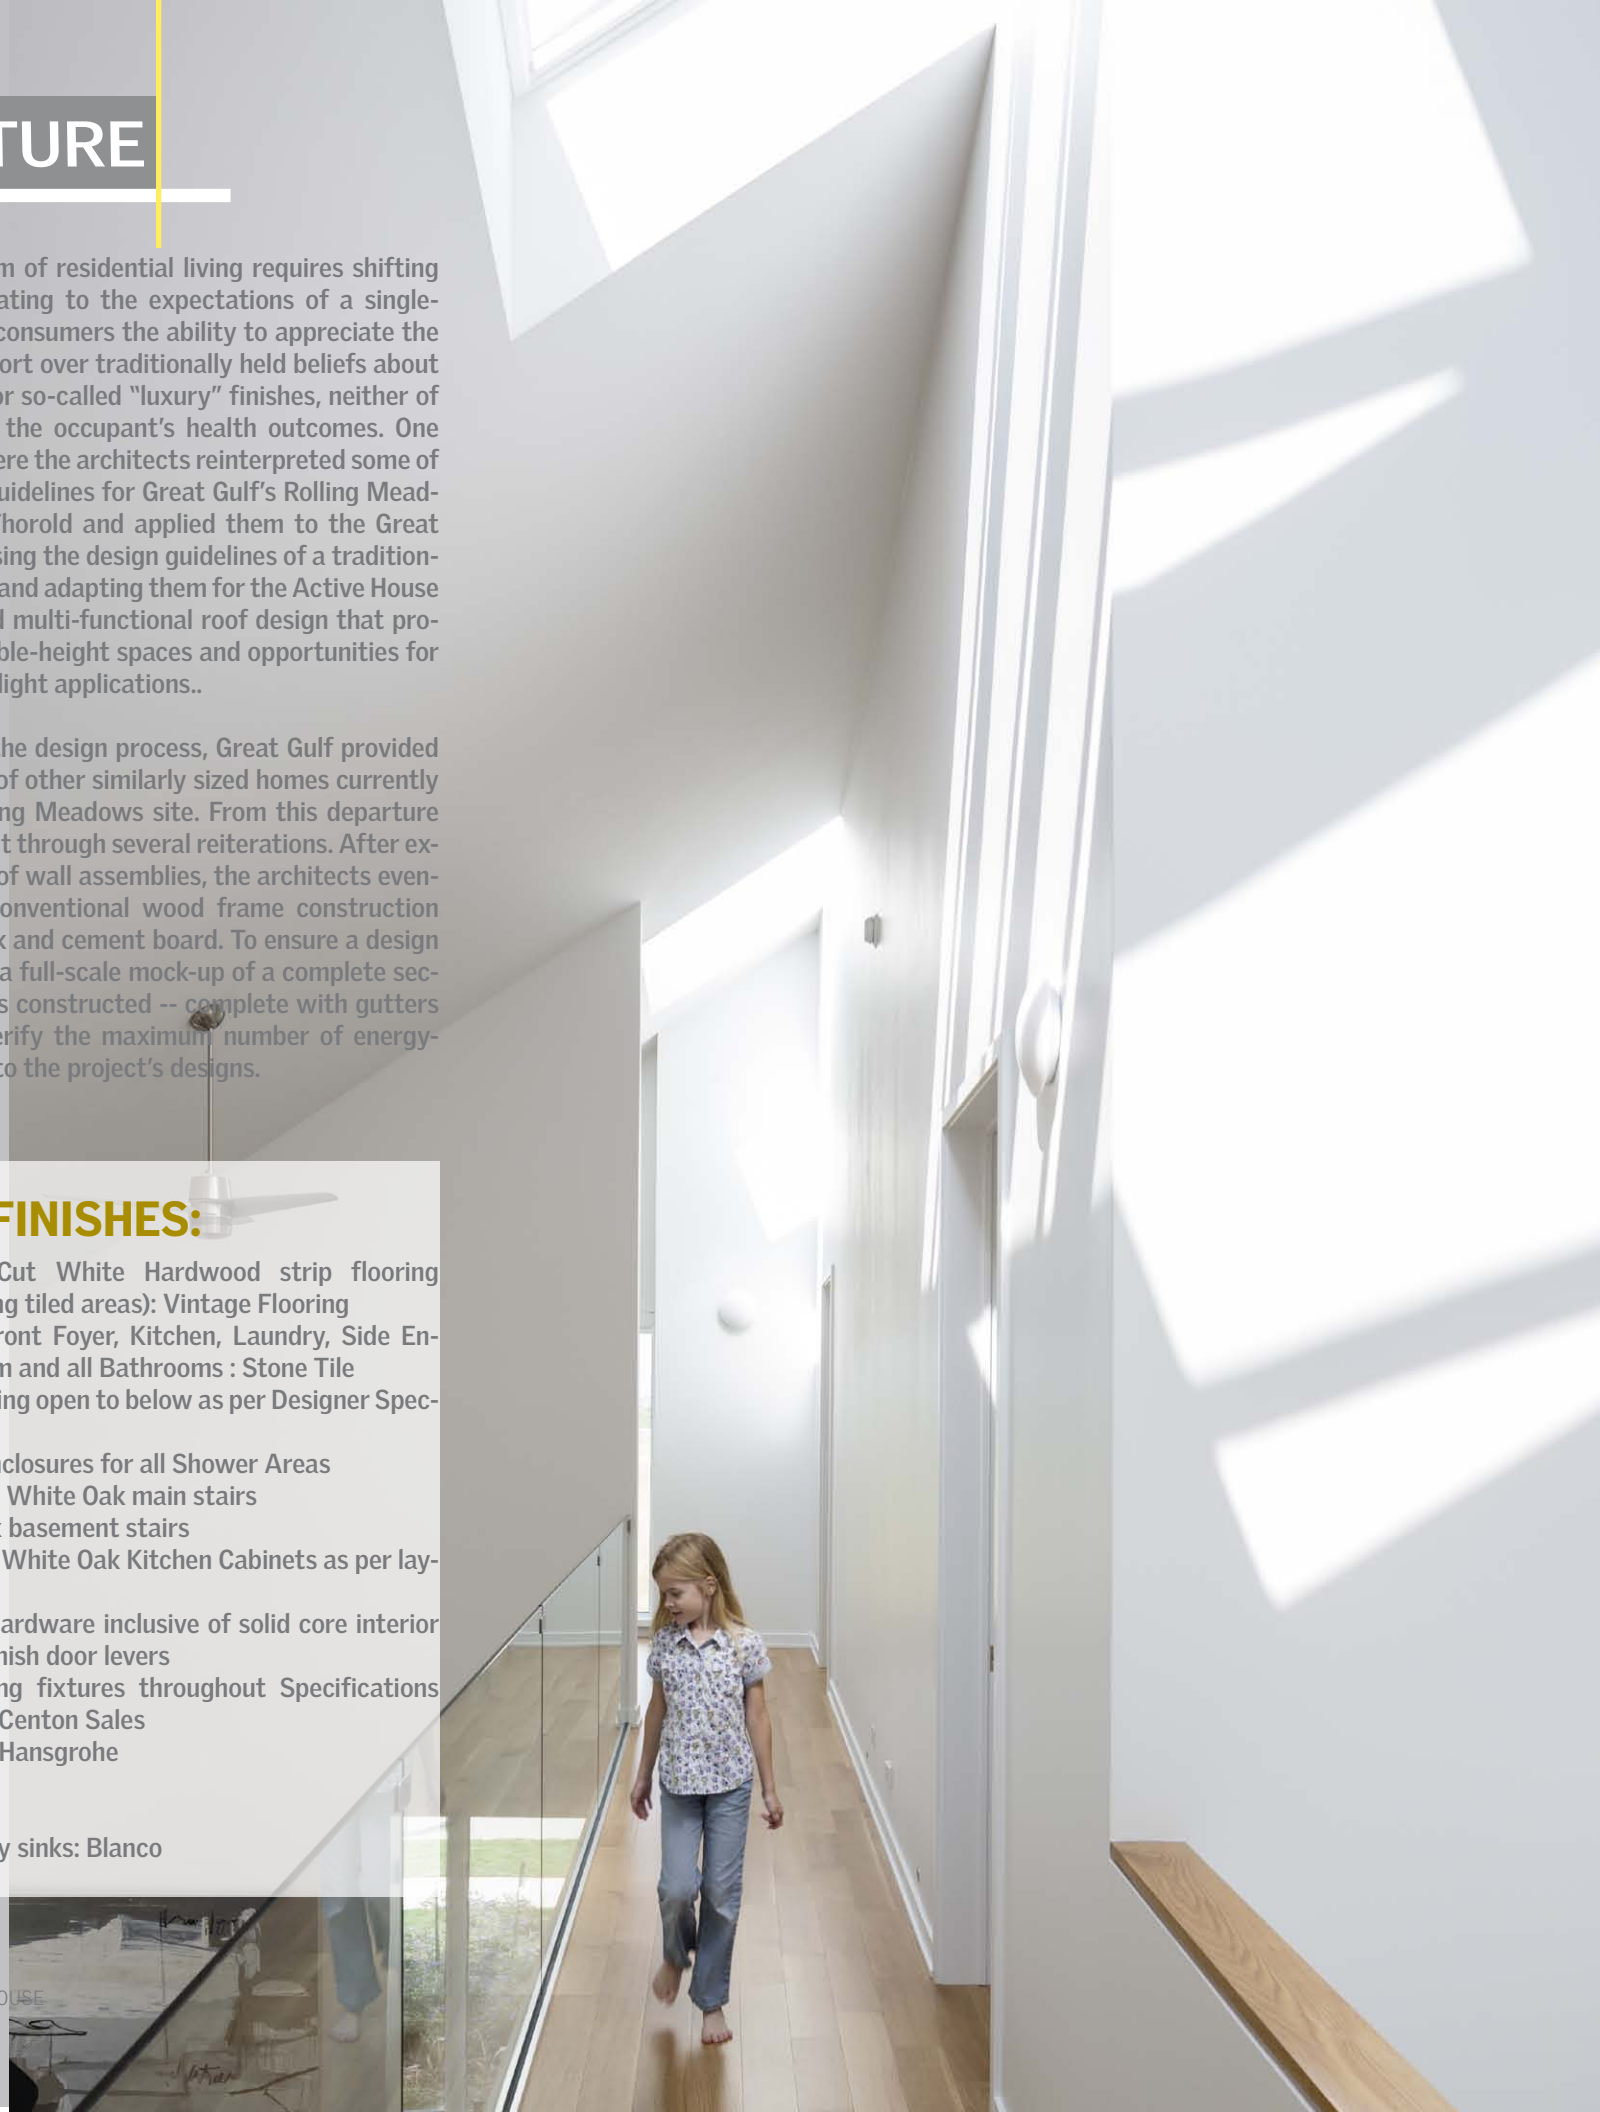 TURE
m of residential living requires shifting
ating to the expectations of a single-
consumers the ability to appreciate the
ort over traditionally held beliefs about
or so-called “luxury” finishes, neither of
the occupant’s health outcomes. One
ere the architects reinterpreted some of
uidelines for Great Gulf’s Rolling Mead-
Thorold and applied them to the Great
sing the design guidelines of a tradition-
and adapting them for the Active House
d multi-functional roof design that pro-
ble-height spaces and opportunities for
light applications..
he design process, Great Gulf provided
of other similarly sized homes currently
ng Meadows site. From this departure
t through several reiterations. After ex-
of wall assemblies, the architects even-
onventional wood frame construction
k and cement board. To ensure a design
a full-scale mock-up of a complete sec-
s constructed -- complete with gutters
erify the maximum number of energy-
to the project’s designs.
FINISHES:
Cut White Hardwood strip flooring
ng tiled areas): Vintage Flooring
ront Foyer, Kitchen, Laundry, Side En-
m and all Bathrooms : Stone Tile
ing open to below as per Designer Spec-
nclosures for all Shower Areas
White Oak main stairs
k basement stairs
White Oak Kitchen Cabinets as per lay-
ardware inclusive of solid core interior
nish door levers
ng fixtures throughout Specifications
Centon Sales
Hansgrohe
y sinks: Blanco
OUSE